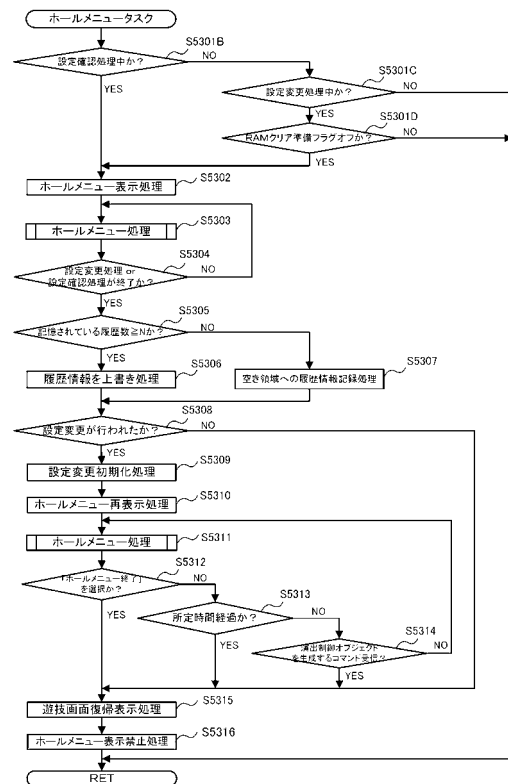 ホールメニュータスク
S5301B
設定確認処理中か?
NO
YES
S5301C
設定変更処理中か?
NO
YES
S5301D
RAMクリア準備フラグオフか?
NO
YES
S5302
ホールメニュー表示処理
S5303
ホールメニュー処理
S5304
設定変更処理 or
設定確認処理が終了か?
NO
YES
S5305
記憶されている履歴数≧Nか?
NO
YES
S5306
履歴情報を上書き処理
S5307
空き領域への履歴情報記録処理
S5308
設定変更が行われたか?
NO
YES
S5309
設定変更初期化処理
S5310
ホールメニュー再表示処理
S5311
ホールメニュー処理
S5312
「ホールメニュー終了」
を選択か?
NO
YES
S5313
所定時間経過か?
NO
YES
S5314
演出制御オブジェクト
を生成するコマンド受信?
NO
YES
S5315
遊技画面復帰表示処理
S5316
ホールメニュー表示禁止処理
RET